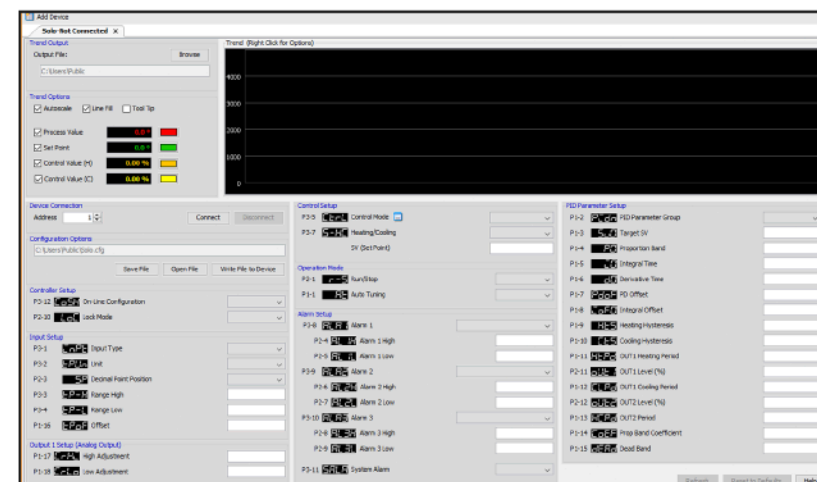 Add Device
Solo-Not Connected X
Trend Output
Output File:
Browse
C:\Users\Public
Trend Options
Autoscale
Line Fill
Tool Tip
Process Value
0.0 °
Set Point
0.0 °
Control Value (H)
0.00 %
Control Value (C)
0.00 %
Trend (Right Click for Options)
4000
3000
2000
1000
0
Device Connection
Address
1
Connect
Disconnect
Configuration Options
C:\Users\Public\Solo.cfg
Save File
Open File
Write File to Device
Controller Setup
P3-12
On-Line Configuration
P2-10
Lock Mode
Input Setup
P3-1
Input Type
P3-2
Unit
P2-3
Decimal Point Position
P3-3
Range High
P3-4
Range Low
P1-16
Offset
Output 1 Setup (Analog Output)
P1-17
High Adjustment
P1-18
Low Adjustment
Control Setup
P3-5
Control Mode
P3-7
Heating/Cooling
SV (Set Point)
Operation Mode
P2-1
Run/Stop
P1-1
Auto Tuning
Alarm Setup
P3-8
Alarm 1
P2-4
Alarm 1 High
P2-5
Alarm 1 Low
P3-9
Alarm 2
P2-6
Alarm 2 High
P2-7
Alarm 2 Low
P3-10
Alarm 3
P2-8
Alarm 3 High
P2-9
Alarm 3 Low
P3-11
System Alarm
PID Parameter Setup
P1-2
PID Parameter Group
P1-3
Target SV
P1-4
Proportion Band
P1-5
Integral Time
P1-6
Derivative Time
P1-7
PD Offset
P1-8
Integral Offset
P1-9
Heating Hysteresis
P1-10
Cooling Hysteresis
P1-11
OUT1 Heating Period
P2-11
OUT1 Level (%)
P1-12
OUT1 Cooling Period
P2-12
OUT2 Level (%)
P1-13
OUT2 Period
P1-14
Prop Band Coefficient
P1-15
Dead Band
Refresh
Reset to Defaults
Help